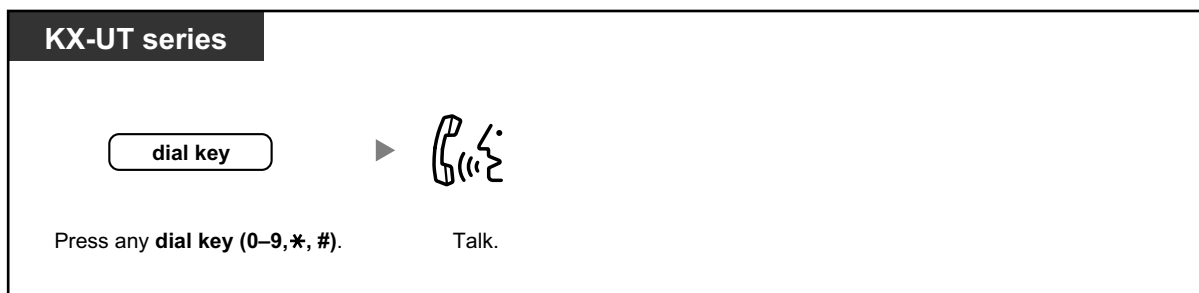 KX-UT series
dial key
Press any dial key (0–9,✻, #). Talk.